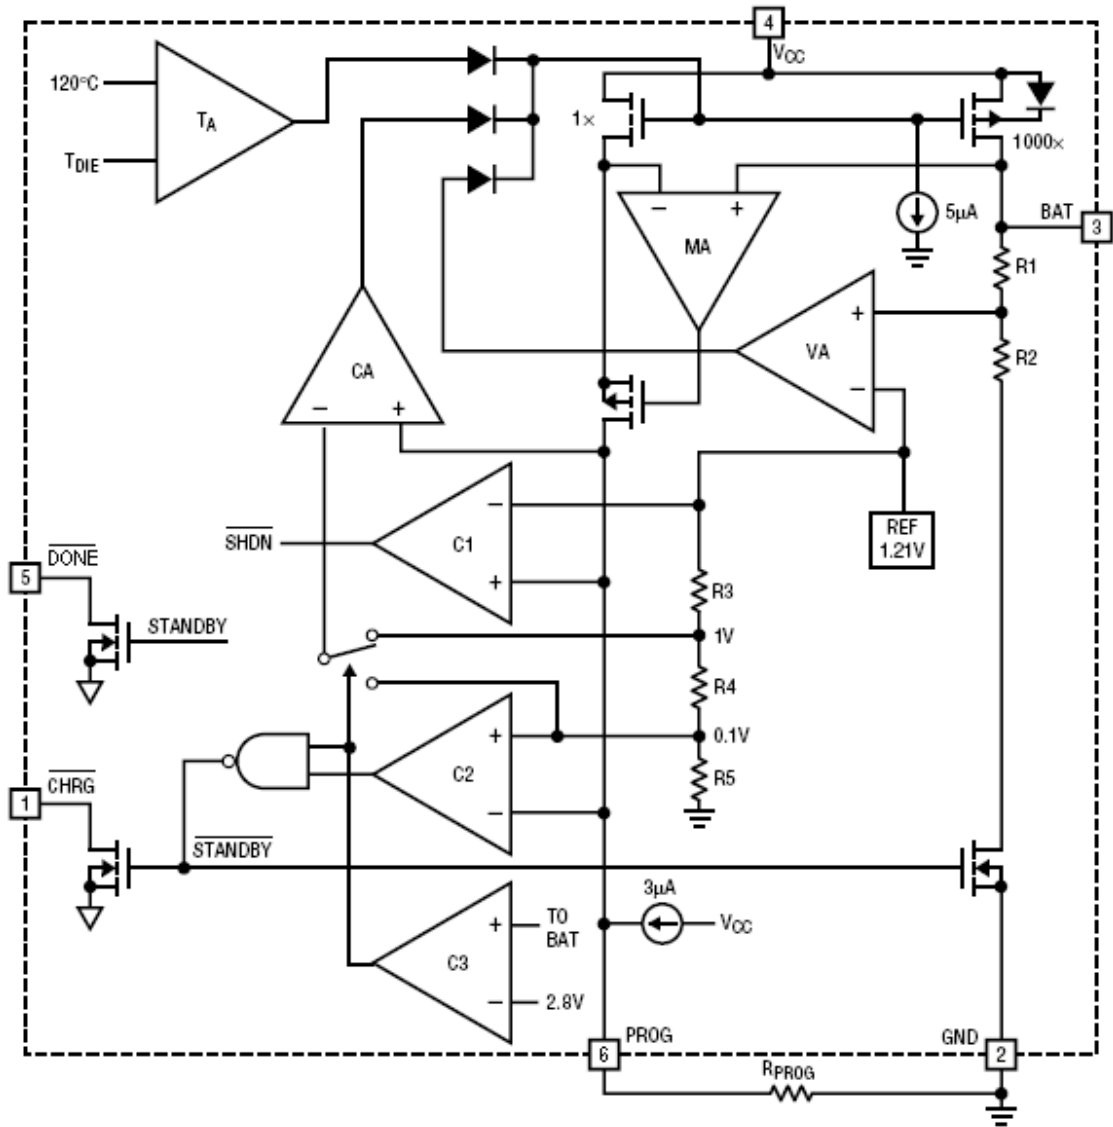 4
VCC
120°C
TA
TDIE
1×
1000×
5µA
BAT
3
− +
MA
R1
+
VA
−
R2
CA
− +
REF
1.21V
−
SHDN
C1
+
R3
DONE
5
STANDBY
1V
R4
+
0.1V
C2
R5
−
CHRG
1
STANDBY
3µA
VCC
+
TO
BAT
C3
−
2.8V
PROG
6
GND
2
RPROG